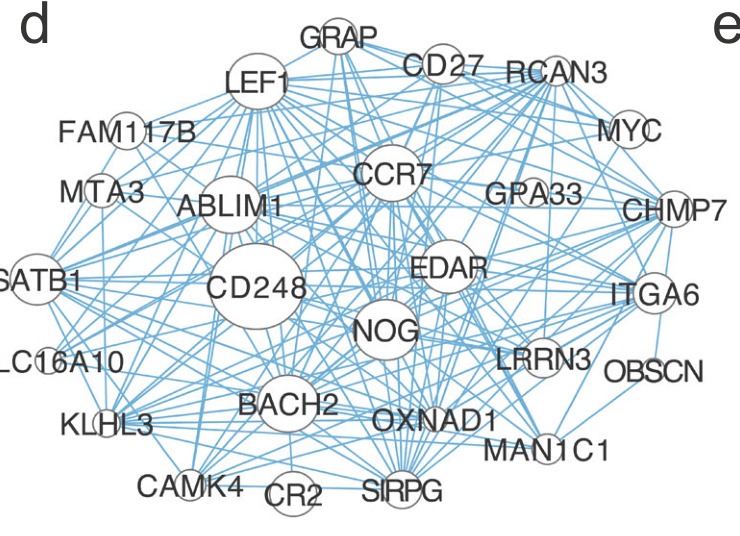 d
e
GRAP
CD27
RCAN3
LEF1
FAM117B
MYC
CCR7
MTA3
ABLIM1
GPA33
CHMP7
SATB1
CD248
EDAR
ITGA6
NOG
LC16A10
LRRN3
OBSCN
KLHL3
BACH2
OXNAD1
MAN1C1
CAMK4
CR2
SIRPG